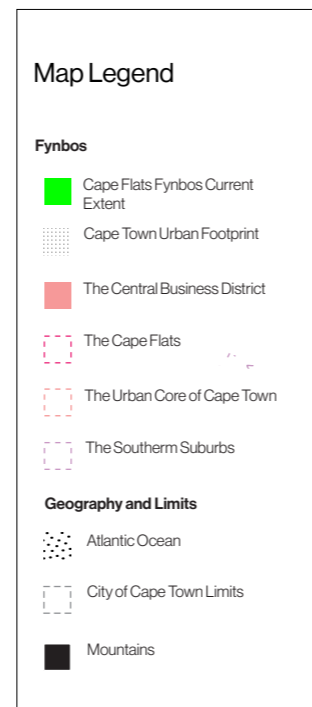 Map Legend
Fynbos
Cape Flats Fynbos Current
Extent
Cape Town Urban Footprint
The Central Business District
The Cape Flats
The Urban Core of Cape Town
The Southerm Suburbs
Geography and Limits
Atlantic Ocean
City of Cape Town Limits
Mountains